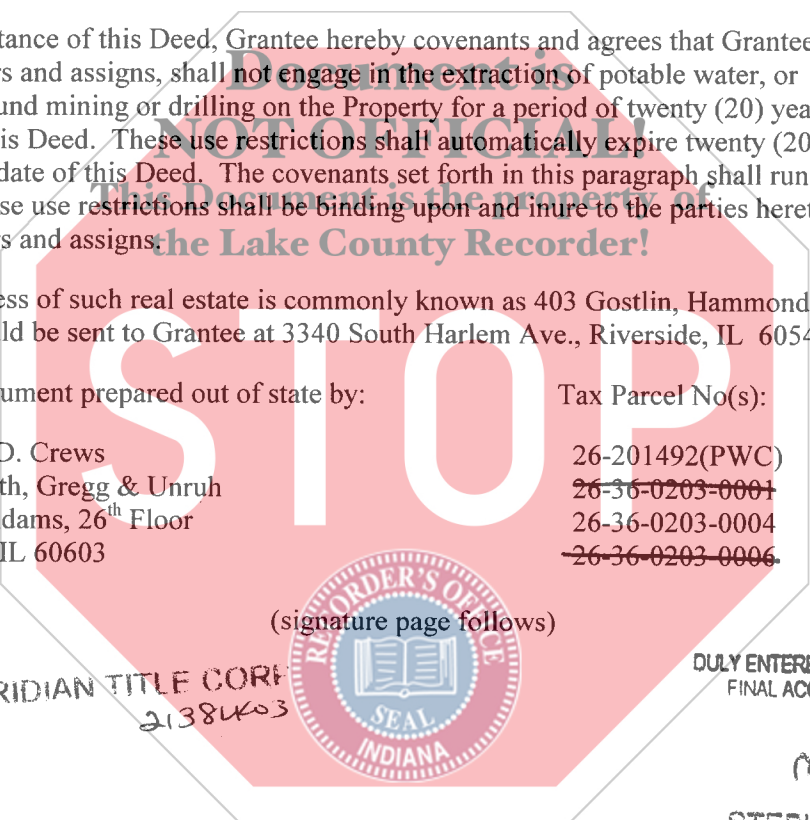 tance of this Deed, Grantee hereby covenants and agrees that Grantee
rs and assigns, shall not engage in the extraction of potable water, or
und mining or drilling on the Property for a period of twenty (20) yea
is Deed. These use restrictions shall automatically expire twenty (20
date of this Deed. The covenants set forth in this paragraph shall run
se use restrictions shall be binding upon and inure to the parties heret
rs and assigns.
Document is
NOT OFFICIAL!
This Document is the property of
the Lake County Recorder!
ess of such real estate is commonly known as 403 Gostlin, Hammond
ld be sent to Grantee at 3340 South Harlem Ave., Riverside, IL 6054
STOP
ument prepared out of state by:
D. Crews
th, Gregg & Unruh
dams, 26th Floor
IL 60603
Tax Parcel No(s):
26-201492(PWC)
26-36-0203-0001
26-36-0203-0004
26-36-0203-0006
(signature page follows)
RECORDER'S OFFICE
SEAL
INDIANA
RIDIAN TITLE COR
DULY ENTERE
FINAL ACC